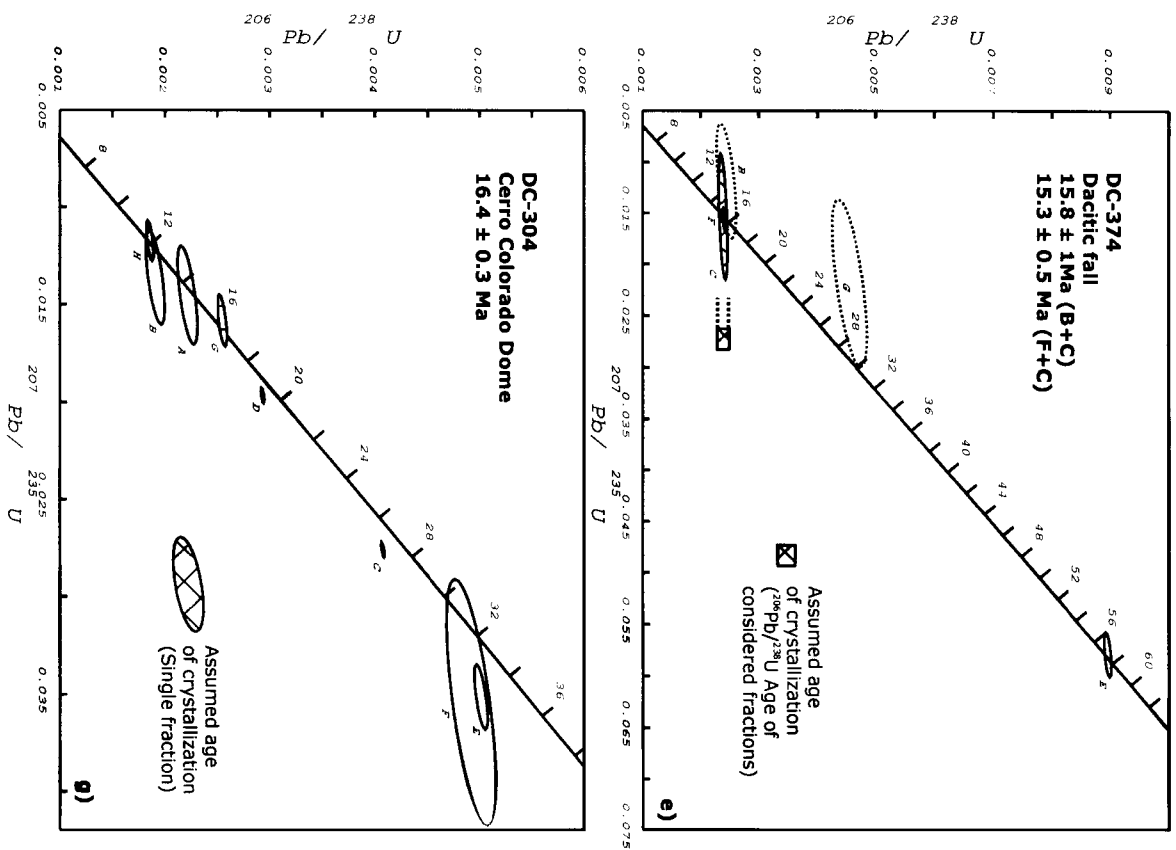 DC-374
Dacitic fall
15.8 ± 1Ma (B+C)
15.3 ± 0.5 Ma (F+C)
Assumed age
of crystallization
(²⁰⁶Pb/²³⁸U Age of
considered fractions)
e)
²⁰⁶Pb/²³⁸U
0.009
0.007
0.005
0.003
0.001
8
12
16
20
24
28
32
36
40
44
48
52
56
60
B
F
C
G
E
0.005
0.015
0.025
0.035
0.045
0.055
0.065
0.075
²⁰⁷Pb/²³⁵U
DC-304
Cerro Colorado Dome
16.4 ± 0.3 Ma
Assumed age
of crystallization
(Single fraction)
g)
²⁰⁶Pb/²³⁸U
0.006
0.005
0.004
0.003
0.002
0.001
8
12
16
20
24
28
32
36
H
B
A
G
D
C
F
E
0.005
0.015
0.025
0.035
²⁰⁷Pb/²³⁵U